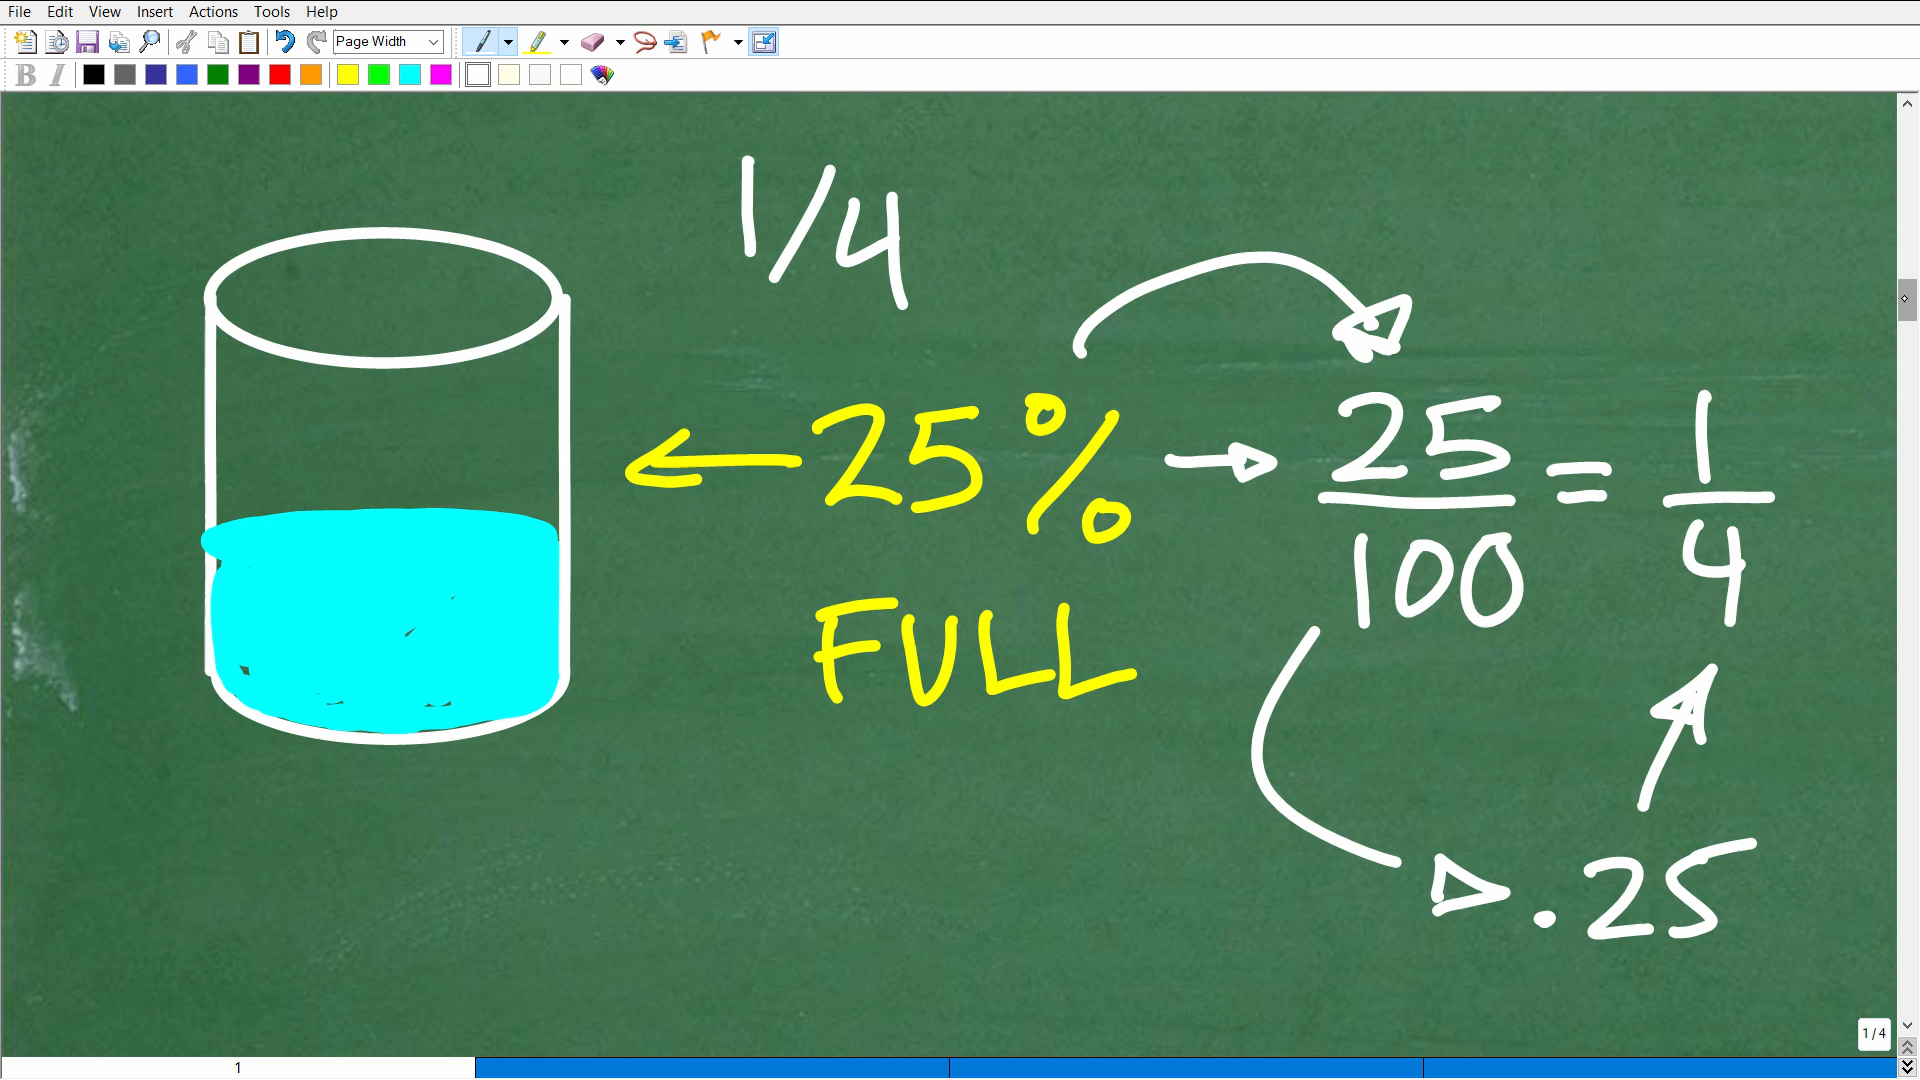 File Edit View Insert Actions Tools Help
Page Width
B I
1/4
25% 25/100 = 1/4
FULL
.25
1/4
1